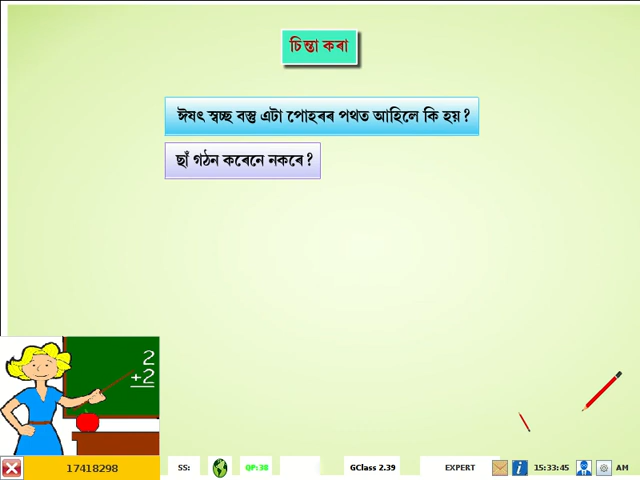 চিন্তা কৰা
ঈষৎ স্বচ্ছ বস্তু এটা পোহৰৰ পথত আহিলে কি হয় ?
ছাঁ গঠন কৰেনে নকৰে ?
2
+2
17418298
SS:
QP:38
GClass 2.39
EXPERT
15:33:45
AM